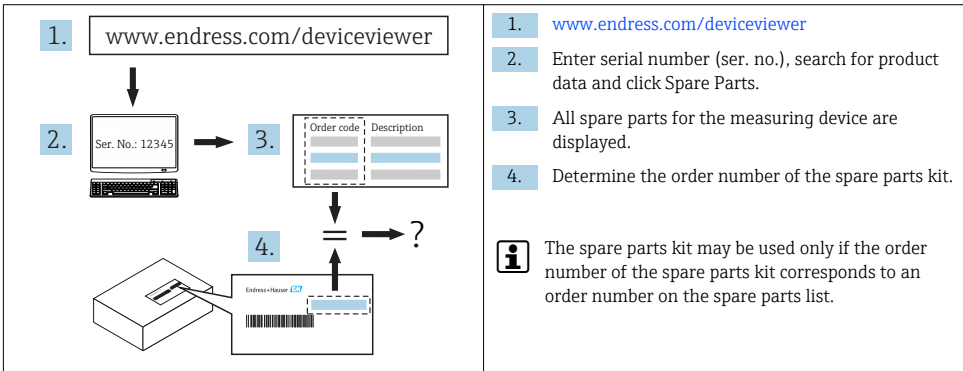 1.
www.endress.com/deviceviewer
2.
Ser. No.: 12345
3.
Order code
Description
=
?
4.
Endress+Hauser EH
1. www.endress.com/deviceviewer
2. Enter serial number (ser. no.), search for product
data and click Spare Parts.
3. All spare parts for the measuring device are
displayed.
4. Determine the order number of the spare parts kit.
i The spare parts kit may be used only if the order
number of the spare parts kit corresponds to an
order number on the spare parts list.